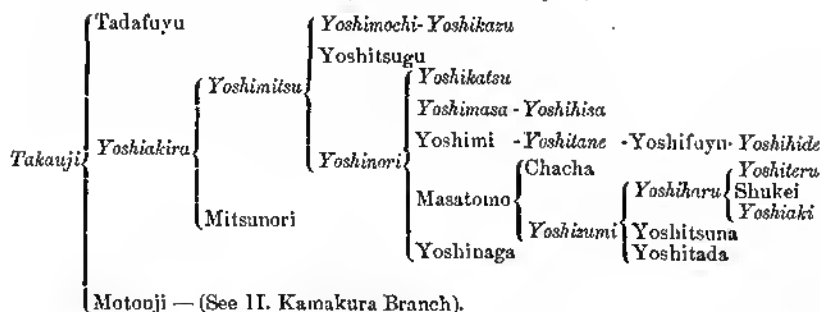 Tadafuyu
Yoshimochi - Yoshikazu
Yoshitsugu
Yoshimitsu
Yoshikatsu
Yoshimasa - Yoshihisa
Takauji
Yoshiakira
Yoshinori
Yoshimi - Yoshitane - Yoshifuyu - Yoshihide
Chacha
Yoshiteru
Masatomo
Yoshiharu
Shukei
Mitsunori
Yoshiaki
Yoshizumi
Yoshinaga
Yoshitsuna
Yoshitada
Motouji — (See II. Kamakura Branch).